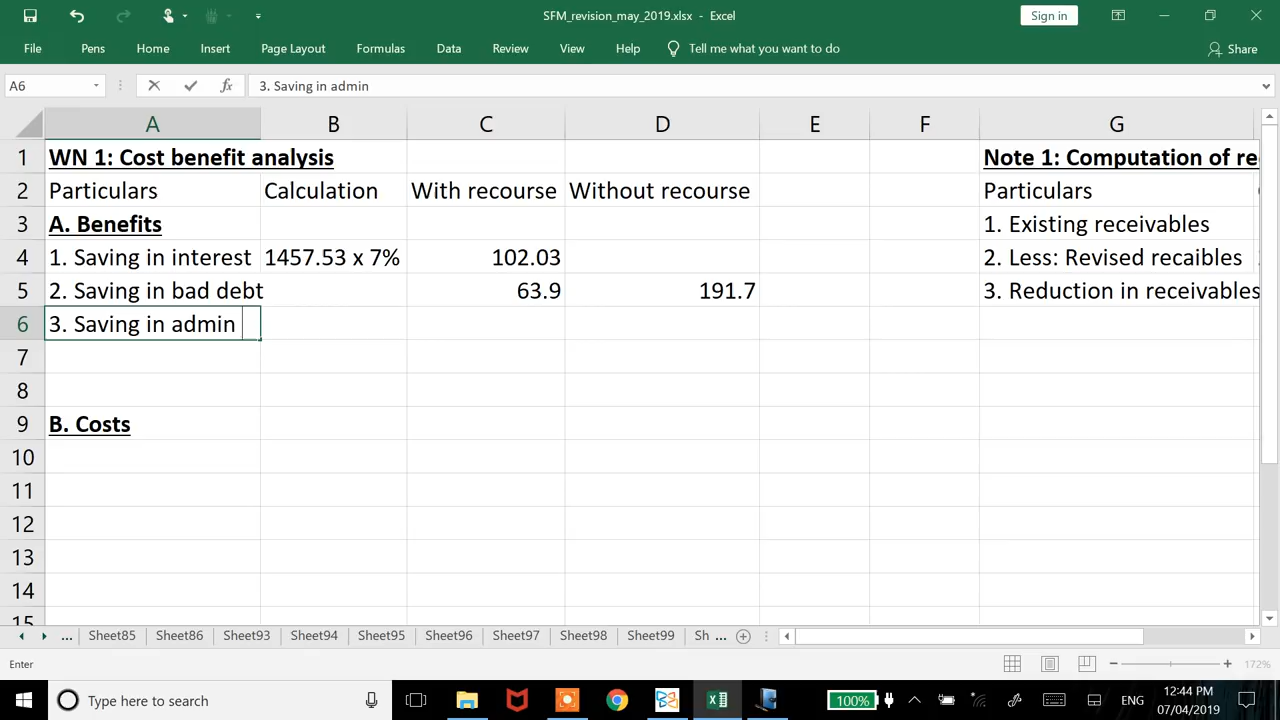 SFM_revision_may_2019.xlsx - Excel
Sign in
File Pens Home Insert Page Layout Formulas Data Review View Help Tell me what you want to do Share
A6 fx 3. Saving in admin
A B C D E F G
1 WN 1: Cost benefit analysis Note 1: Computation of re
2 Particulars Calculation With recourse Without recourse Particulars
3 A. Benefits 1. Existing receivables
4 1. Saving in interest 1457.53 x 7% 102.03 2. Less: Revised recaibles
5 2. Saving in bad debt 63.9 191.7 3. Reduction in receivables
6 3. Saving in admin
7
8
9 B. Costs
10
11
12
13
14
15
... Sheet85 Sheet86 Sheet93 Sheet94 Sheet95 Sheet96 Sheet97 Sheet98 Sheet99 Sh ...
Enter 172%
Type here to search 100% ENG 12:44 PM
07/04/2019